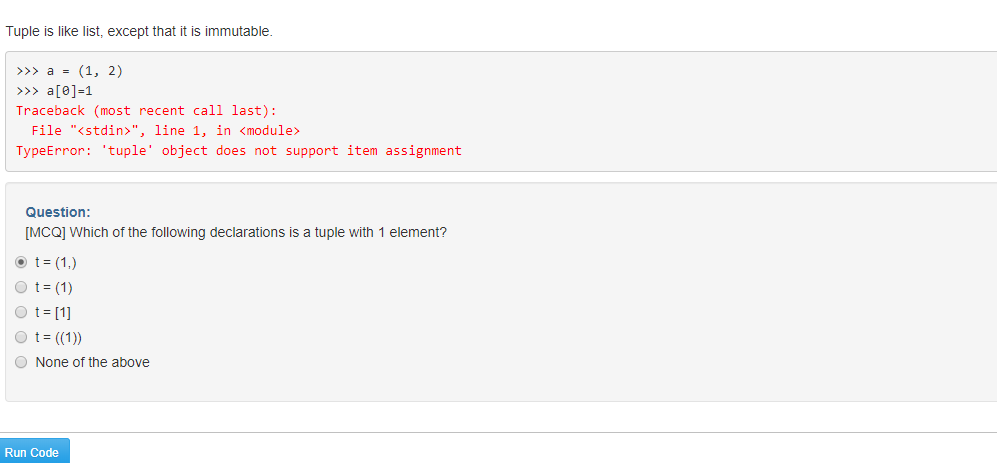 Tuple is like list, except that it is immutable.
>>> a = (1, 2)
>>> a[0]=1
Traceback (most recent call last):
  File "<stdin>", line 1, in <module>
TypeError: 'tuple' object does not support item assignment
Question:
[MCQ] Which of the following declarations is a tuple with 1 element?
t = (1,)
t = (1)
t = [1]
t = ((1))
None of the above
Run Code